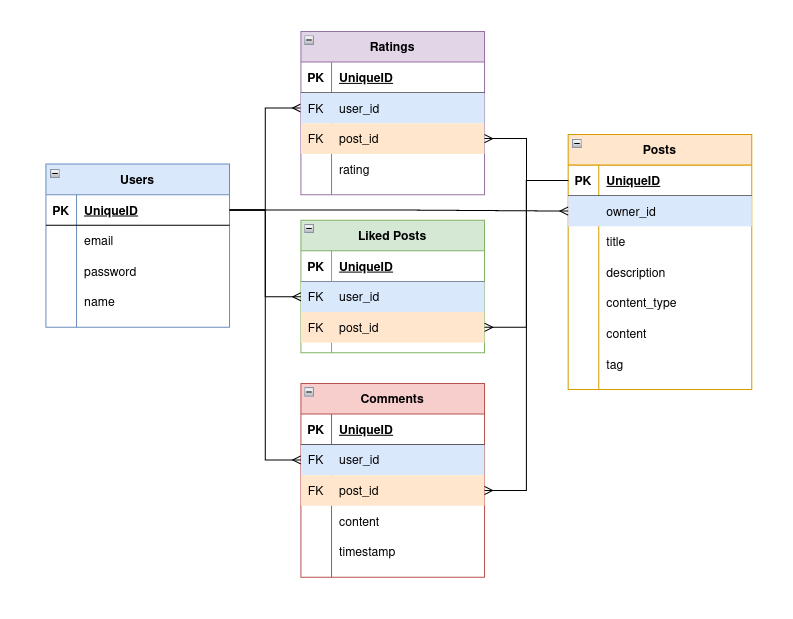 Ratings
PK UniqueID
FK user_id
FK post_id
rating
Users
PK UniqueID
email
password
name
Liked Posts
PK UniqueID
FK user_id
FK post_id
Comments
PK UniqueID
FK user_id
FK post_id
content
timestamp
Posts
PK UniqueID
owner_id
title
description
content_type
content
tag